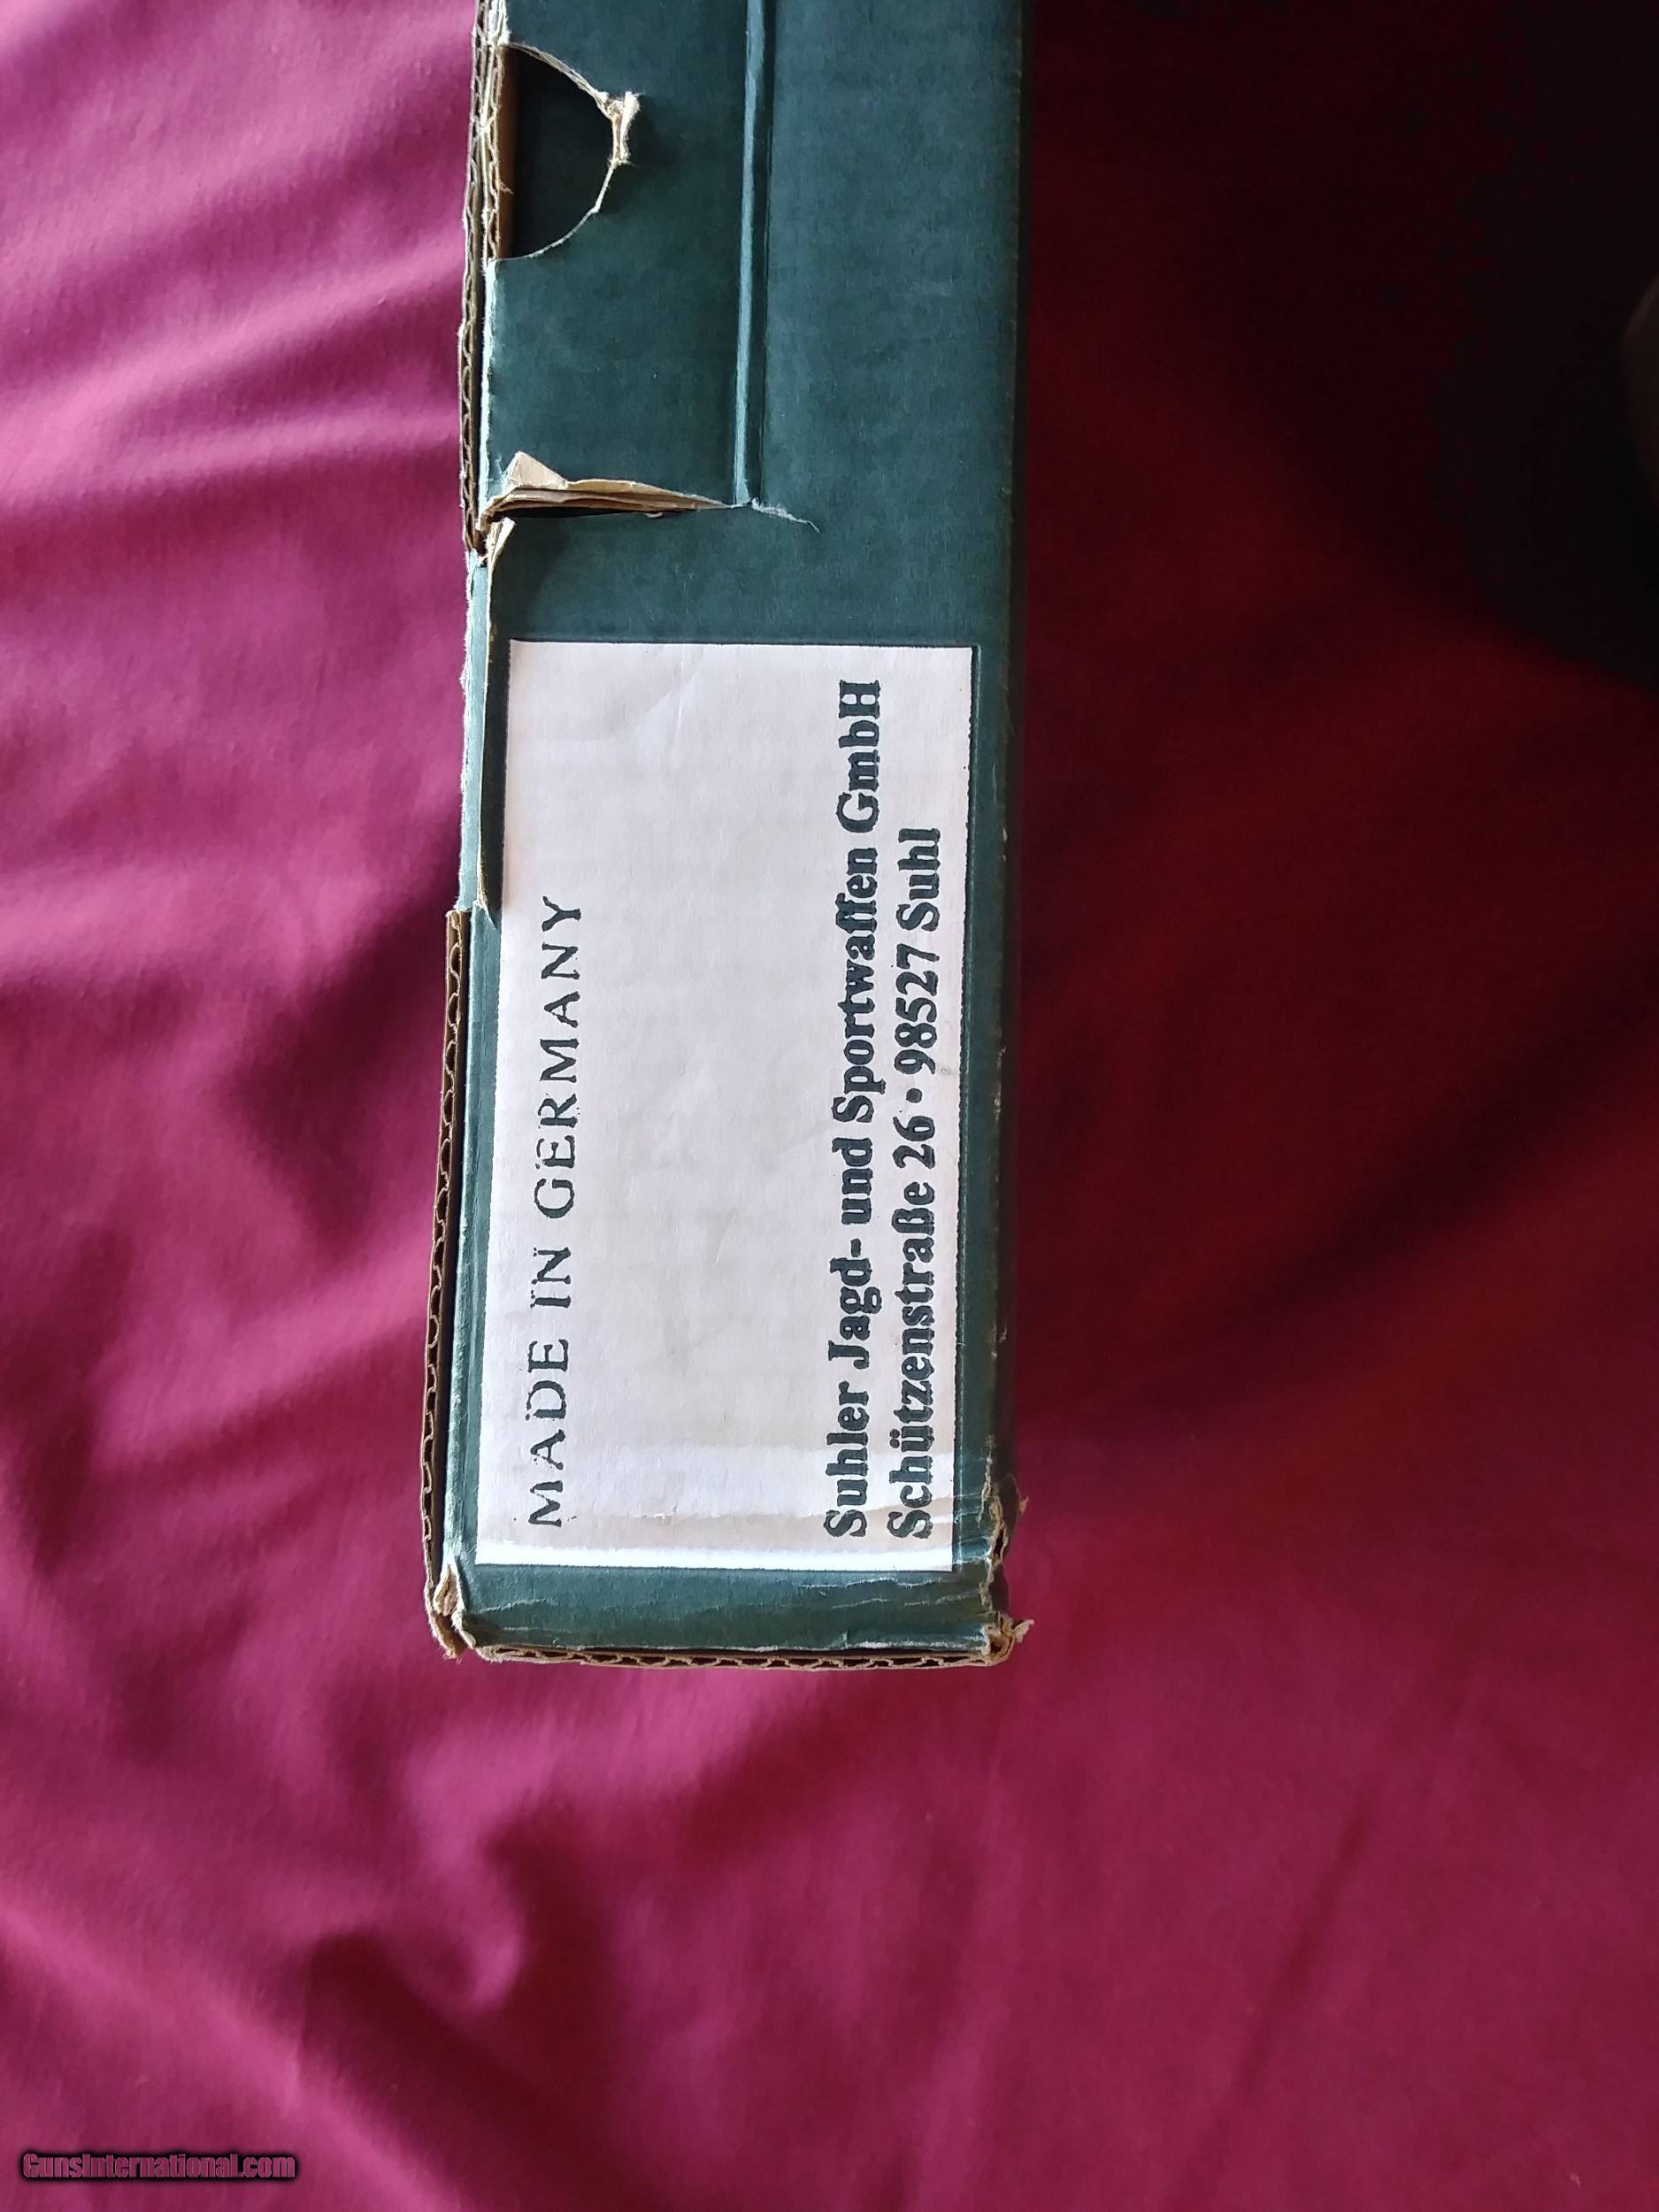 MADE IN GERMANY
Suhler Jagd- und Sportwaffen GmbH
Schützenstraße 26 • 98527 Suhl
GunsInternational.com